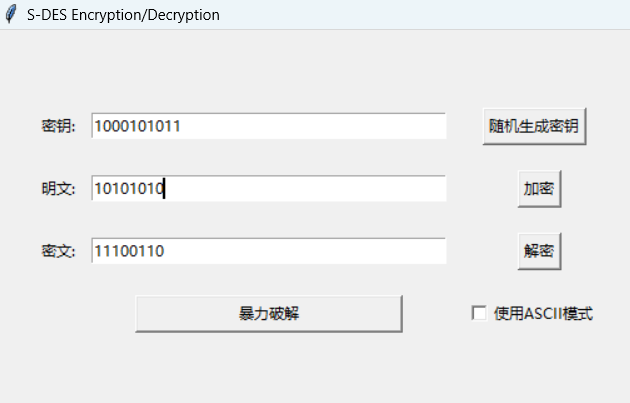 S-DES Encryption/Decryption
密钥: 1000101011 随机生成密钥
明文: 10101010 加密
密文: 11100110 解密
暴力破解 使用ASCII模式